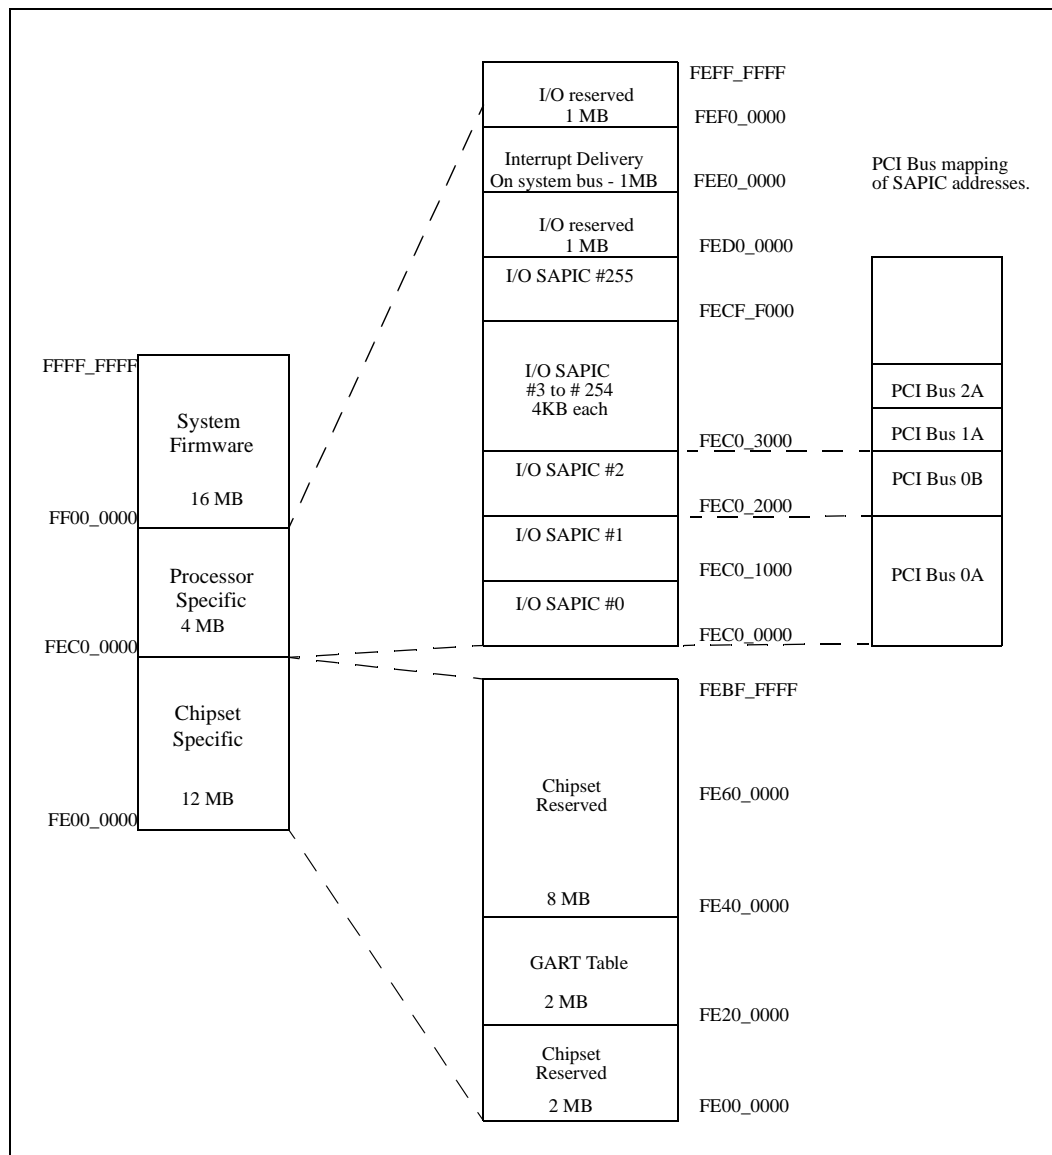 FFFF_FFFF
System
Firmware
16 MB
FF00_0000
Processor
Specific
4 MB
FEC0_0000
Chipset
Specific
12 MB
FE00_0000
FEFF_FFFF
I/O reserved
1 MB
FEF0_0000
Interrupt Delivery
On system bus - 1MB
FEE0_0000
I/O reserved
1 MB
FED0_0000
I/O SAPIC #255
FECF_F000
I/O SAPIC
#3 to # 254
4KB each
FEC0_3000
I/O SAPIC #2
FEC0_2000
I/O SAPIC #1
FEC0_1000
I/O SAPIC #0
FEC0_0000
FEBF_FFFF
Chipset
Reserved
FE60_0000
8 MB
FE40_0000
GART Table
2 MB
FE20_0000
Chipset
Reserved
2 MB
FE00_0000
PCI Bus mapping
of SAPIC addresses.
PCI Bus 2A
PCI Bus 1A
PCI Bus 0B
PCI Bus 0A